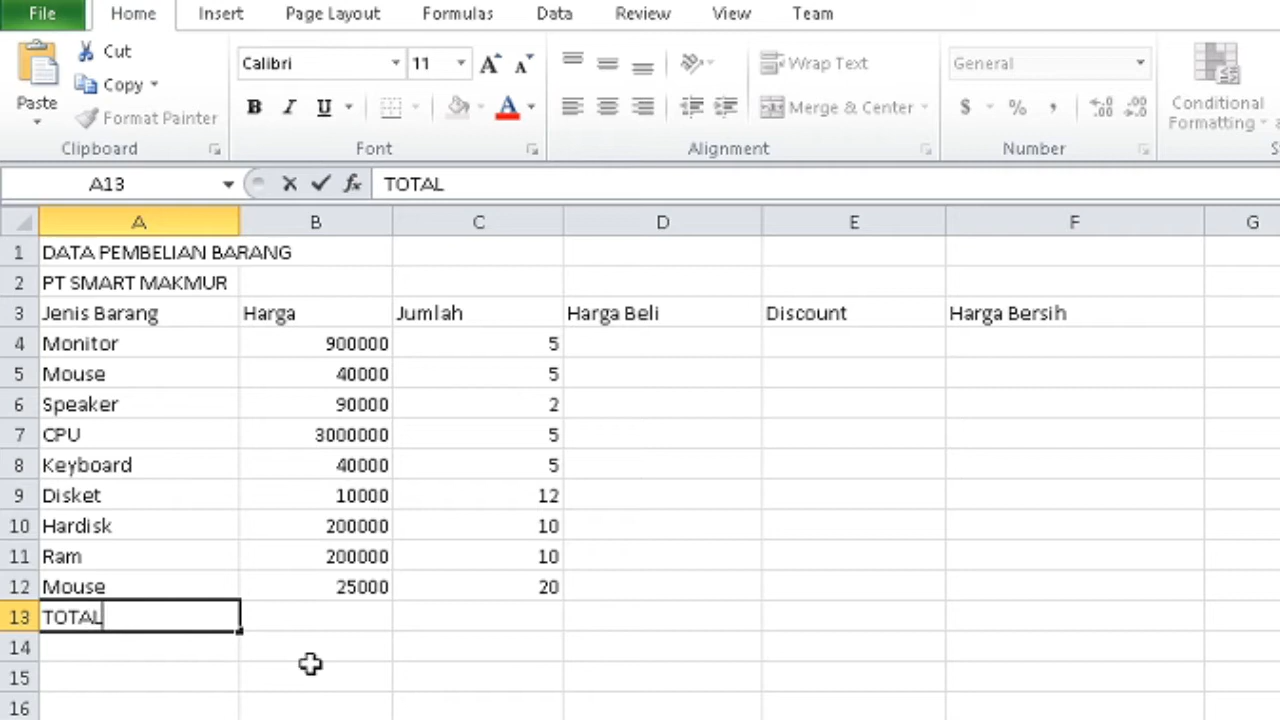 File Home Insert Page Layout Formulas Data Review View Team
Cut
Calibri 11 Wrap Text General
Copy
Paste Format Painter B I U A Merge & Center $ % , Conditional Formatting
Clipboard Font Alignment Number
A13 fx TOTAL
A B C D E F G
1 DATA PEMBELIAN BARANG
2 PT SMART MAKMUR
3 Jenis Barang Harga Jumlah Harga Beli Discount Harga Bersih
4 Monitor 900000 5
5 Mouse 40000 5
6 Speaker 90000 2
7 CPU 3000000 5
8 Keyboard 40000 5
9 Disket 10000 12
10 Hardisk 200000 10
11 Ram 200000 10
12 Mouse 25000 20
13 TOTAL
14
15
16